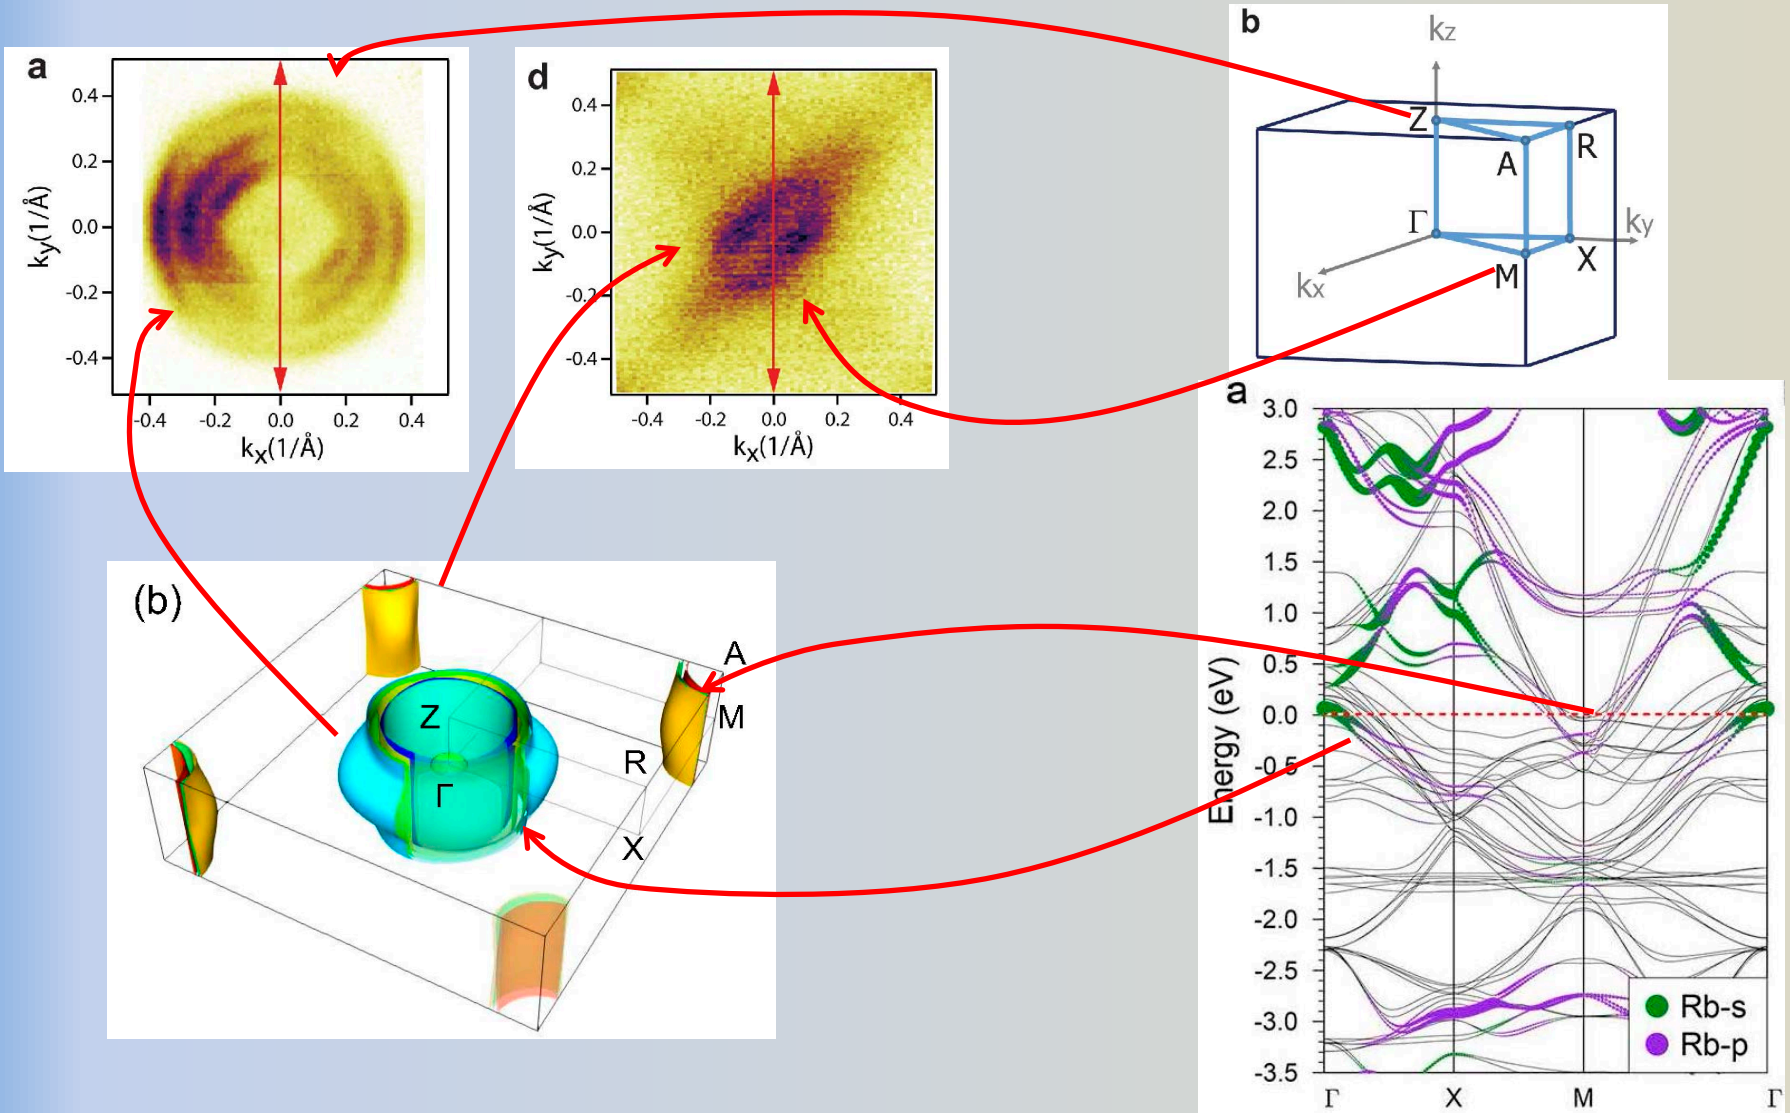 a
0.4
0.2
0.0
-0.2
-0.4
-0.4
-0.2
0.0
0.2
0.4
ky(1/Å)
kx(1/Å)
d
0.4
0.2
0.0
-0.2
-0.4
-0.4
-0.2
0.0
0.2
0.4
ky(1/Å)
kx(1/Å)
b
kz
Z
A
R
Γ
ky
M
X
kx
(b)
A
Z
M
R
Γ
X
a
3.0
2.5
2.0
1.5
1.0
0.5
0.0
-0.5
-1.0
-1.5
-2.0
-2.5
-3.0
-3.5
Energy (eV)
Rb-s
Rb-p
Γ
X
M
Γ